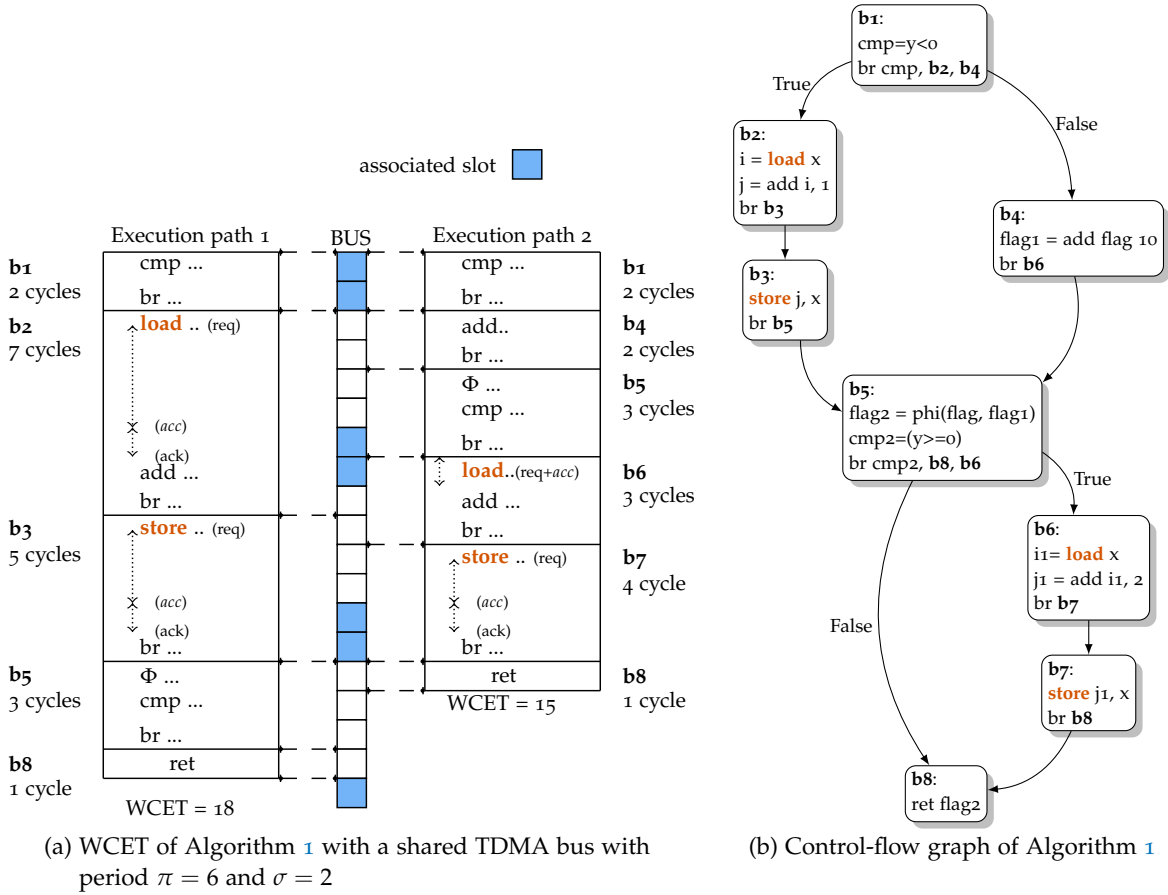 associated slot
Execution path 1
BUS
Execution path 2
b1
2 cycles
cmp ...
br ...
b2
7 cycles
load .. (req)
(acc)
(ack)
add ...
br ...
b3
5 cycles
store .. (req)
(acc)
(ack)
br ...
b5
3 cycles
Φ ...
cmp ...
br ...
b8
1 cycle
ret
WCET = 18
cmp ...
br ...
b1
2 cycles
add..
br ...
b4
2 cycles
Φ ...
cmp ...
br ...
b5
3 cycles
load..(req+acc)
add ...
br ...
b6
3 cycles
store .. (req)
(acc)
(ack)
br ...
b7
4 cycle
ret
b8
1 cycle
WCET = 15
(a) WCET of Algorithm 1 with a shared TDMA bus with
period π = 6 and σ = 2
b1:
cmp=y<0
br cmp, b2, b4
True
False
b2:
i = load x
j = add i, 1
br b3
b4:
flag1 = add flag 10
br b6
b3:
store j, x
br b5
b5:
flag2 = phi(flag, flag1)
cmp2=(y>=0)
br cmp2, b8, b6
True
False
b6:
i1= load x
j1 = add i1, 2
br b7
b7:
store j1, x
br b8
b8:
ret flag2
(b) Control-flow graph of Algorithm 1